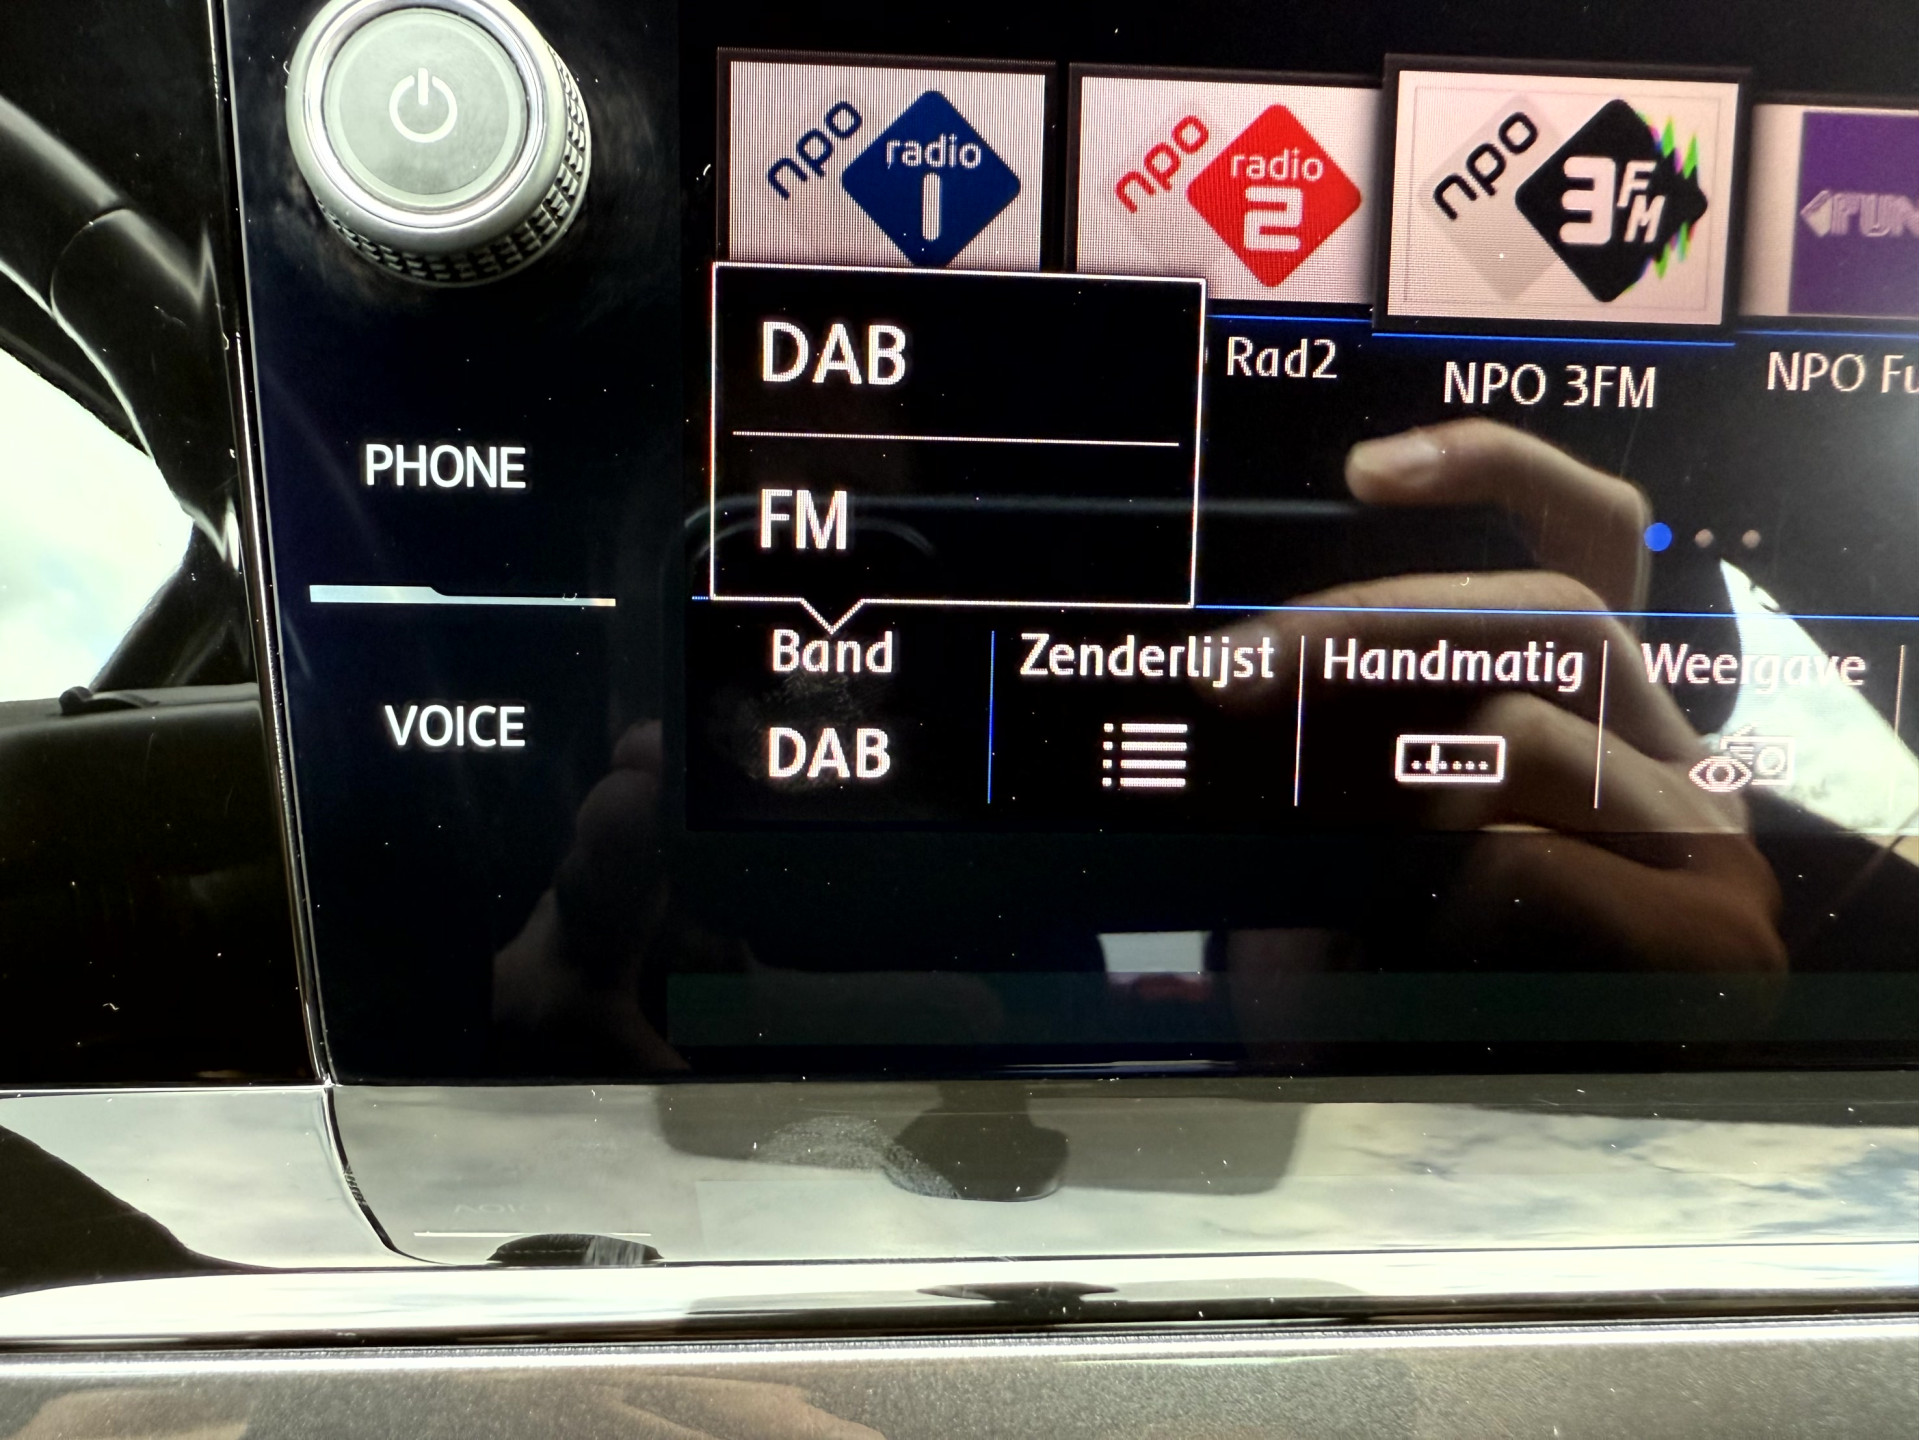 npo radio 1
npo radio 2
npo 3FM
FUN
DAB
Rad2
NPO 3FM
NPO Fu
PHONE
FM
Band
Zenderlijst
Handmatig
Weergave
VOICE
DAB